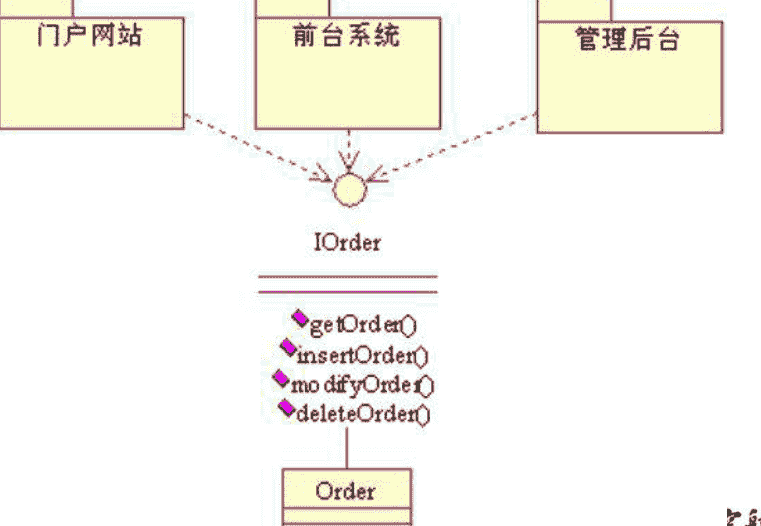 门户网站
前台系统
管理后台
IOrder
getOrder()
insertOrder()
modifyOrder()
deleteOrder()
Order